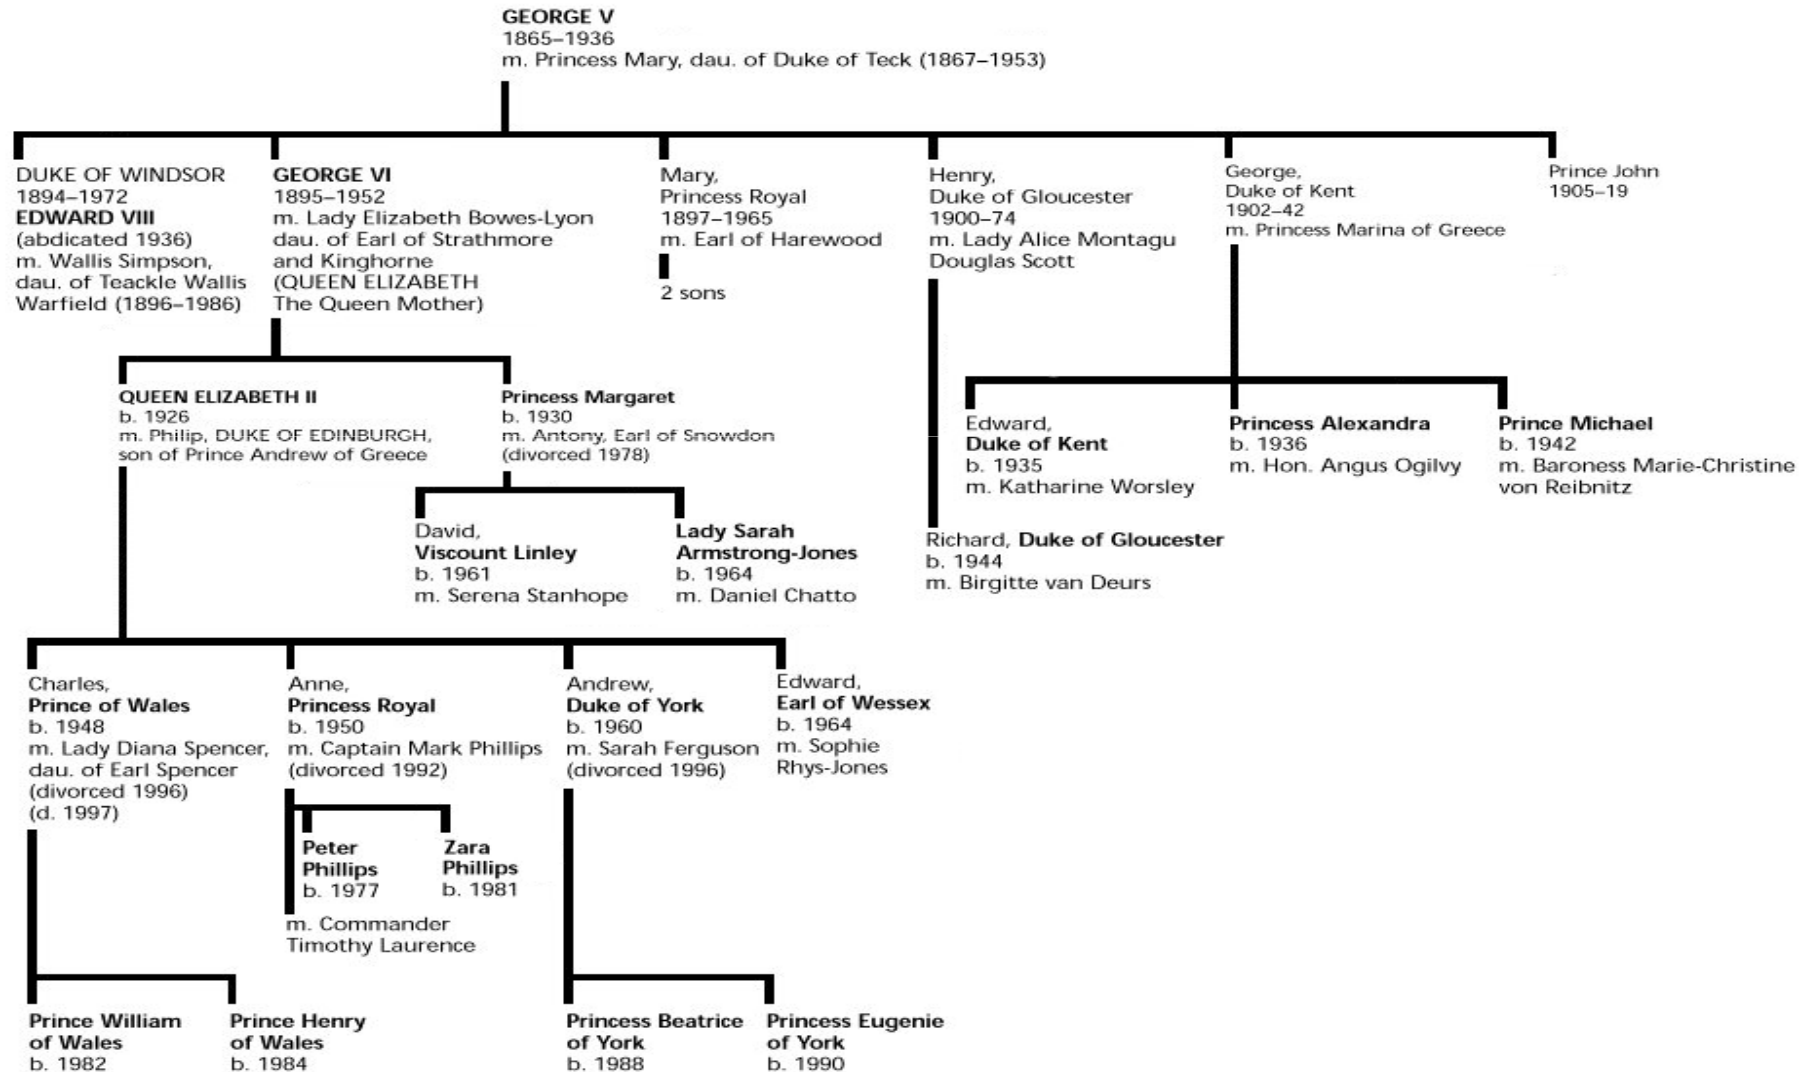 GEORGE V
1865–1936
m. Princess Mary, dau. of Duke of Teck (1867–1953)
DUKE OF WINDSOR
1894–1972
EDWARD VIII
(abdicated 1936)
m. Wallis Simpson,
dau. of Teackle Wallis
Warfield (1896–1986)
GEORGE VI
1895–1952
m. Lady Elizabeth Bowes-Lyon
dau. of Earl of Strathmore
and Kinghorne
(QUEEN ELIZABETH
The Queen Mother)
Mary,
Princess Royal
1897–1965
m. Earl of Harewood
2 sons
Henry,
Duke of Gloucester
1900–74
m. Lady Alice Montagu
Douglas Scott
George,
Duke of Kent
1902–42
m. Princess Marina of Greece
Prince John
1905–19
QUEEN ELIZABETH II
b. 1926
m. Philip, DUKE OF EDINBURGH,
son of Prince Andrew of Greece
Princess Margaret
b. 1930
m. Antony, Earl of Snowdon
(divorced 1978)
Edward,
Duke of Kent
b. 1935
m. Katharine Worsley
Princess Alexandra
b. 1936
m. Hon. Angus Ogilvy
Prince Michael
b. 1942
m. Baroness Marie-Christine
von Reibnitz
David,
Viscount Linley
b. 1961
m. Serena Stanhope
Lady Sarah
Armstrong-Jones
b. 1964
m. Daniel Chatto
Richard, Duke of Gloucester
b. 1944
m. Birgitte van Deurs
Charles,
Prince of Wales
b. 1948
m. Lady Diana Spencer,
dau. of Earl Spencer
(divorced 1996)
(d. 1997)
Anne,
Princess Royal
b. 1950
m. Captain Mark Phillips
(divorced 1992)
Andrew,
Duke of York
b. 1960
m. Sarah Ferguson
(divorced 1996)
Edward,
Earl of Wessex
b. 1964
m. Sophie
Rhys-Jones
Peter
Phillips
b. 1977
Zara
Phillips
b. 1981
m. Commander
Timothy Laurence
Prince William
of Wales
b. 1982
Prince Henry
of Wales
b. 1984
Princess Beatrice
of York
b. 1988
Princess Eugenie
of York
b. 1990